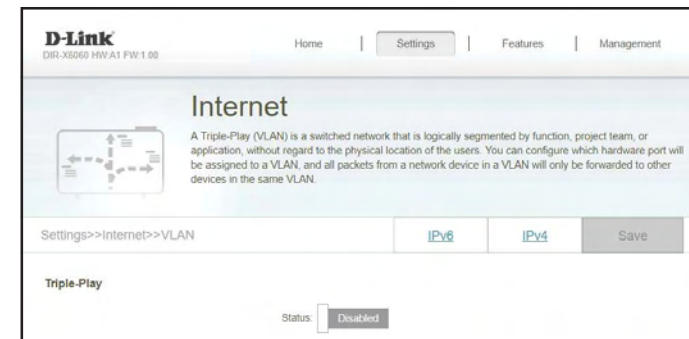 D-Link
DIR-X6060 HW:A1 FW:1.00
Home | Settings | Features | Management
Internet
A Triple-Play (VLAN) is a switched network that is logically segmented by function, project team, or
application, without regard to the physical location of the users. You can configure which hardware port will
be assigned to a VLAN, and all packets from a network device in a VLAN will only be forwarded to other
devices in the same VLAN.
Settings>>Internet>>VLAN IPv6 IPv4 Save
Triple-Play
Status: Disabled